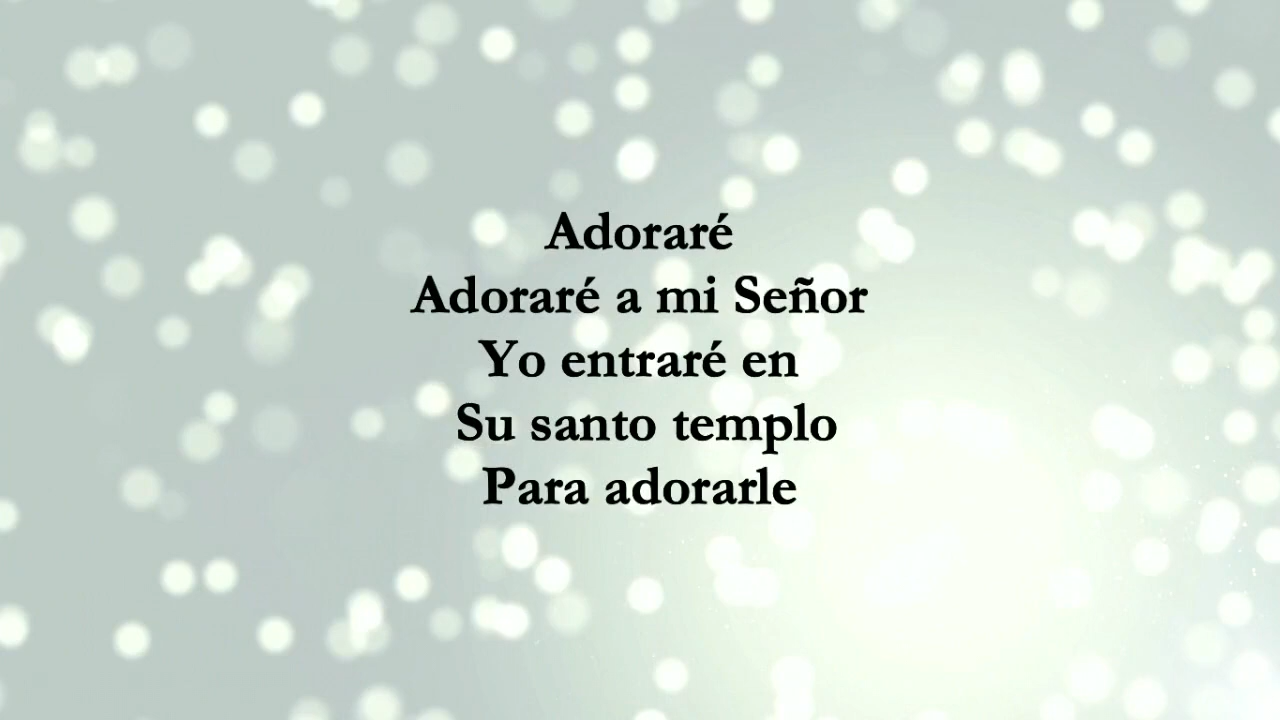 Adoraré
Adoraré a mi Señor
Yo entraré en
Su santo templo
Para adorarle